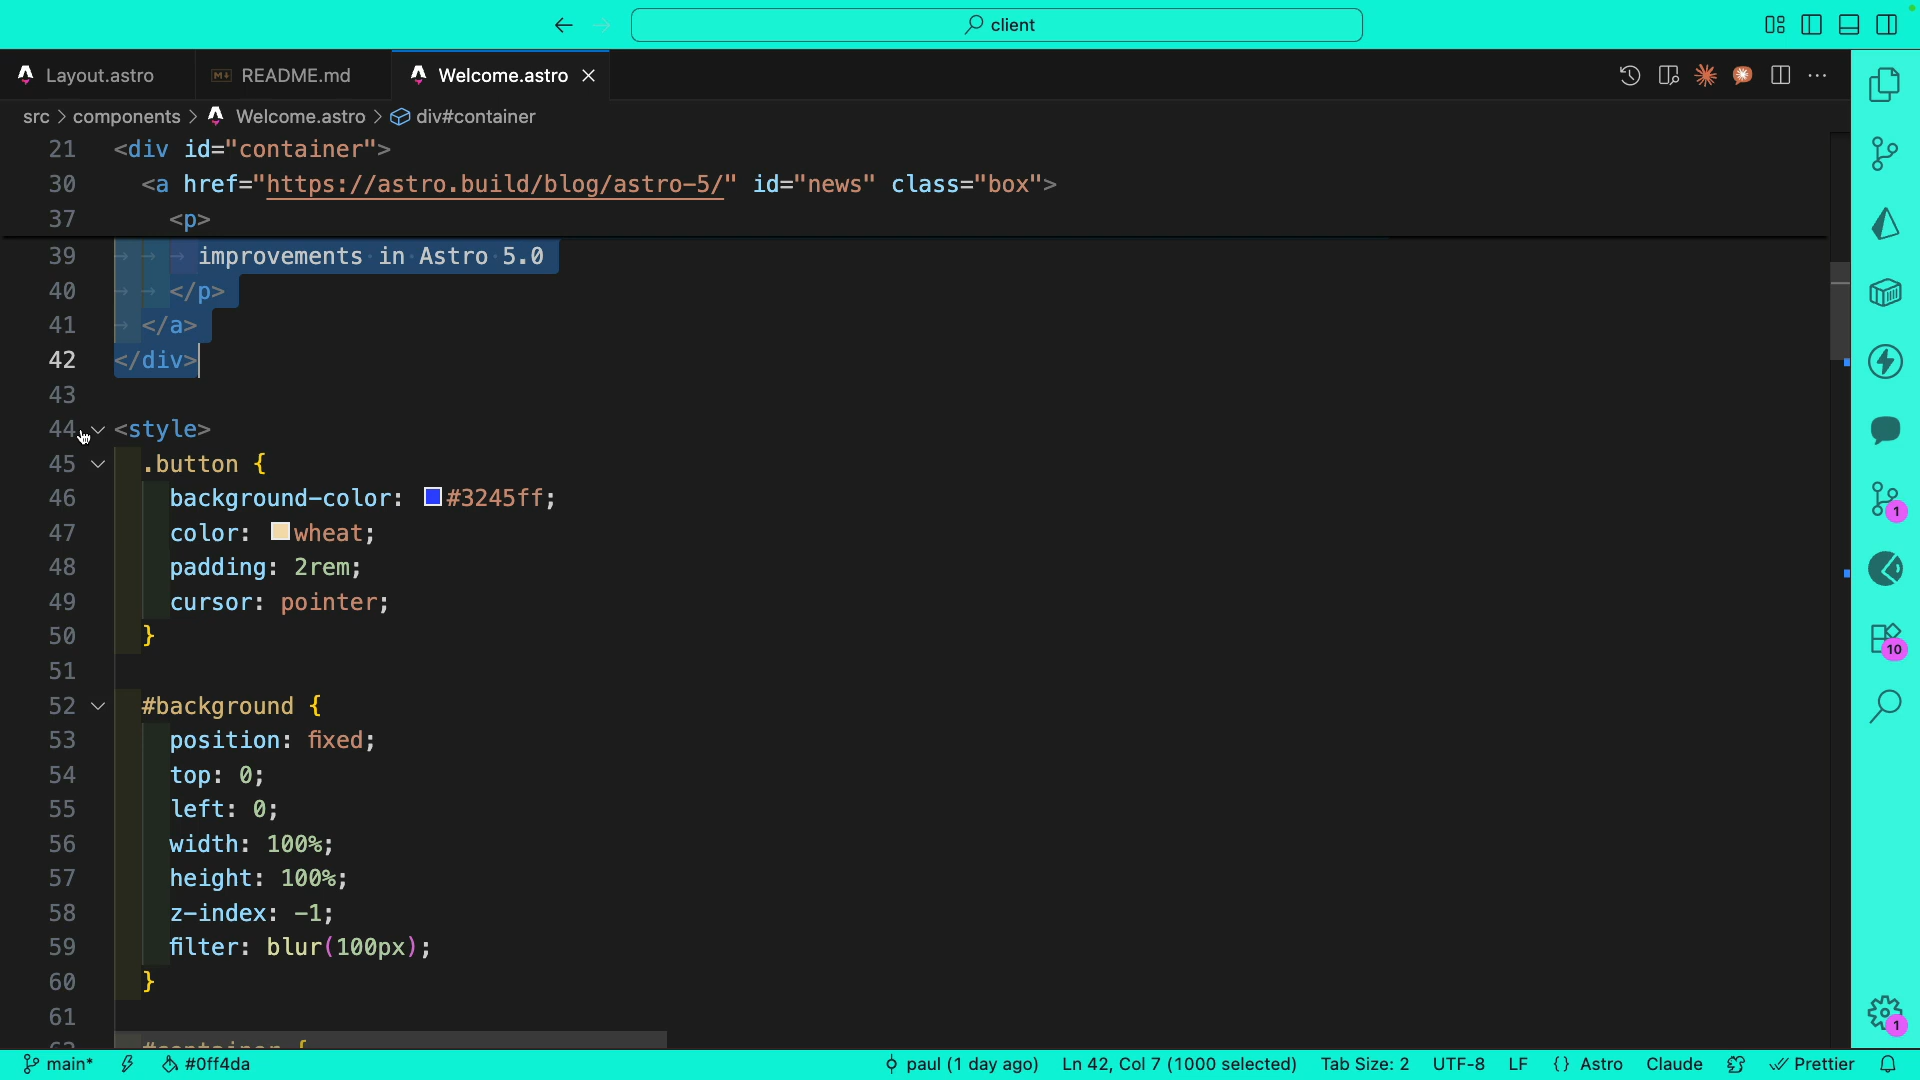 client
Layout.astro
README.md
Welcome.astro
src > components > Welcome.astro > div#container
21 <div id="container">
30 <a href="https://astro.build/blog/astro-5/" id="news" class="box">
37 <p>
39 improvements in Astro 5.0
40 </p>
41 </a>
42 </div>
43
44 <style>
45 .button {
46 background-color: #3245ff;
47 color: wheat;
48 padding: 2rem;
49 cursor: pointer;
50 }
51
52 #background {
53 position: fixed;
54 top: 0;
55 left: 0;
56 width: 100%;
57 height: 100%;
58 z-index: -1;
59 filter: blur(100px);
60 }
61
62 #container {
1
10
1
main* #0ff4da paul (1 day ago) Ln 42, Col 7 (1000 selected) Tab Size: 2 UTF-8 LF {} Astro Claude Prettier